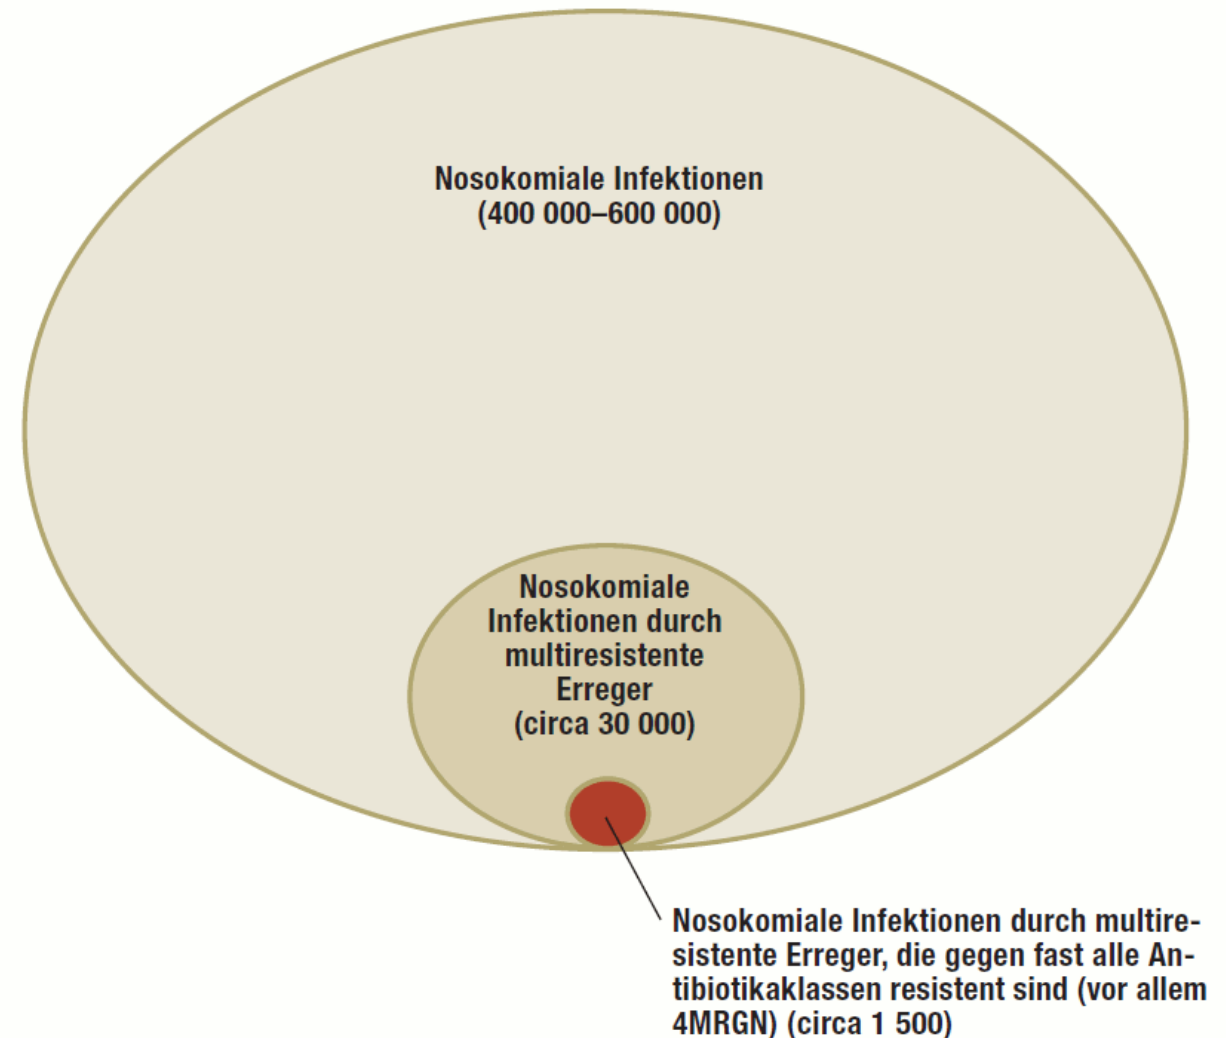 Nosokomiale Infektionen
(400 000–600 000)
Nosokomiale
Infektionen durch
multiresistente
Erreger
(circa 30 000)
Nosokomiale Infektionen durch multire-
sistente Erreger, die gegen fast alle An-
tibiotikaklassen resistent sind (vor allem
4MRGN) (circa 1 500)